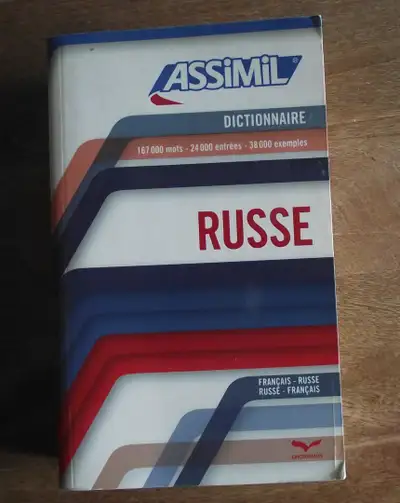 ASSiMiL
DICTIONNAIRE
167 000 mots - 24 000 entrées - 38 000 exemples
RUSSE
FRANÇAIS - RUSSE
RUSSE - FRANÇAIS